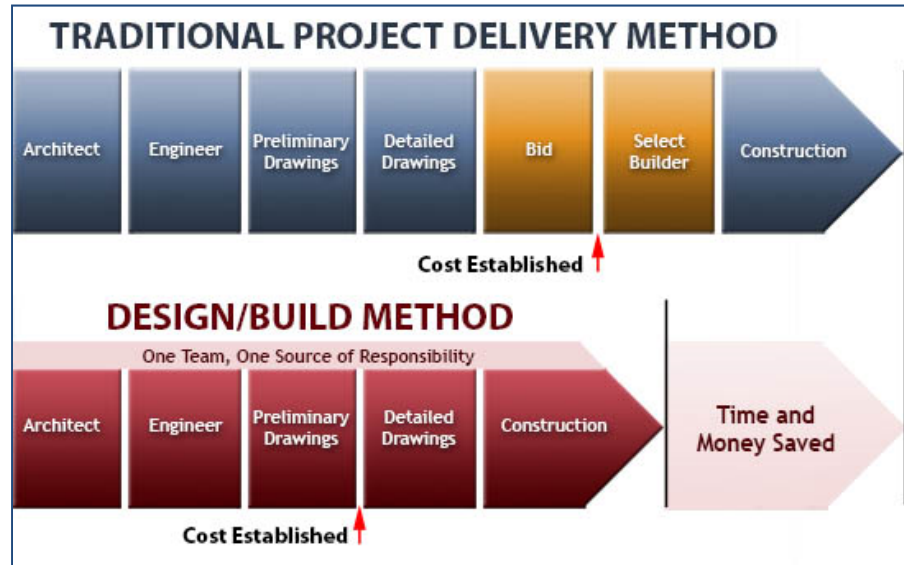 TRADITIONAL PROJECT DELIVERY METHOD
Architect
Engineer
Preliminary
Drawings
Detailed
Drawings
Bid
Select
Builder
Construction
Cost Established
DESIGN/BUILD METHOD
One Team, One Source of Responsibility
Architect
Engineer
Preliminary
Drawings
Detailed
Drawings
Construction
Time and
Money Saved
Cost Established